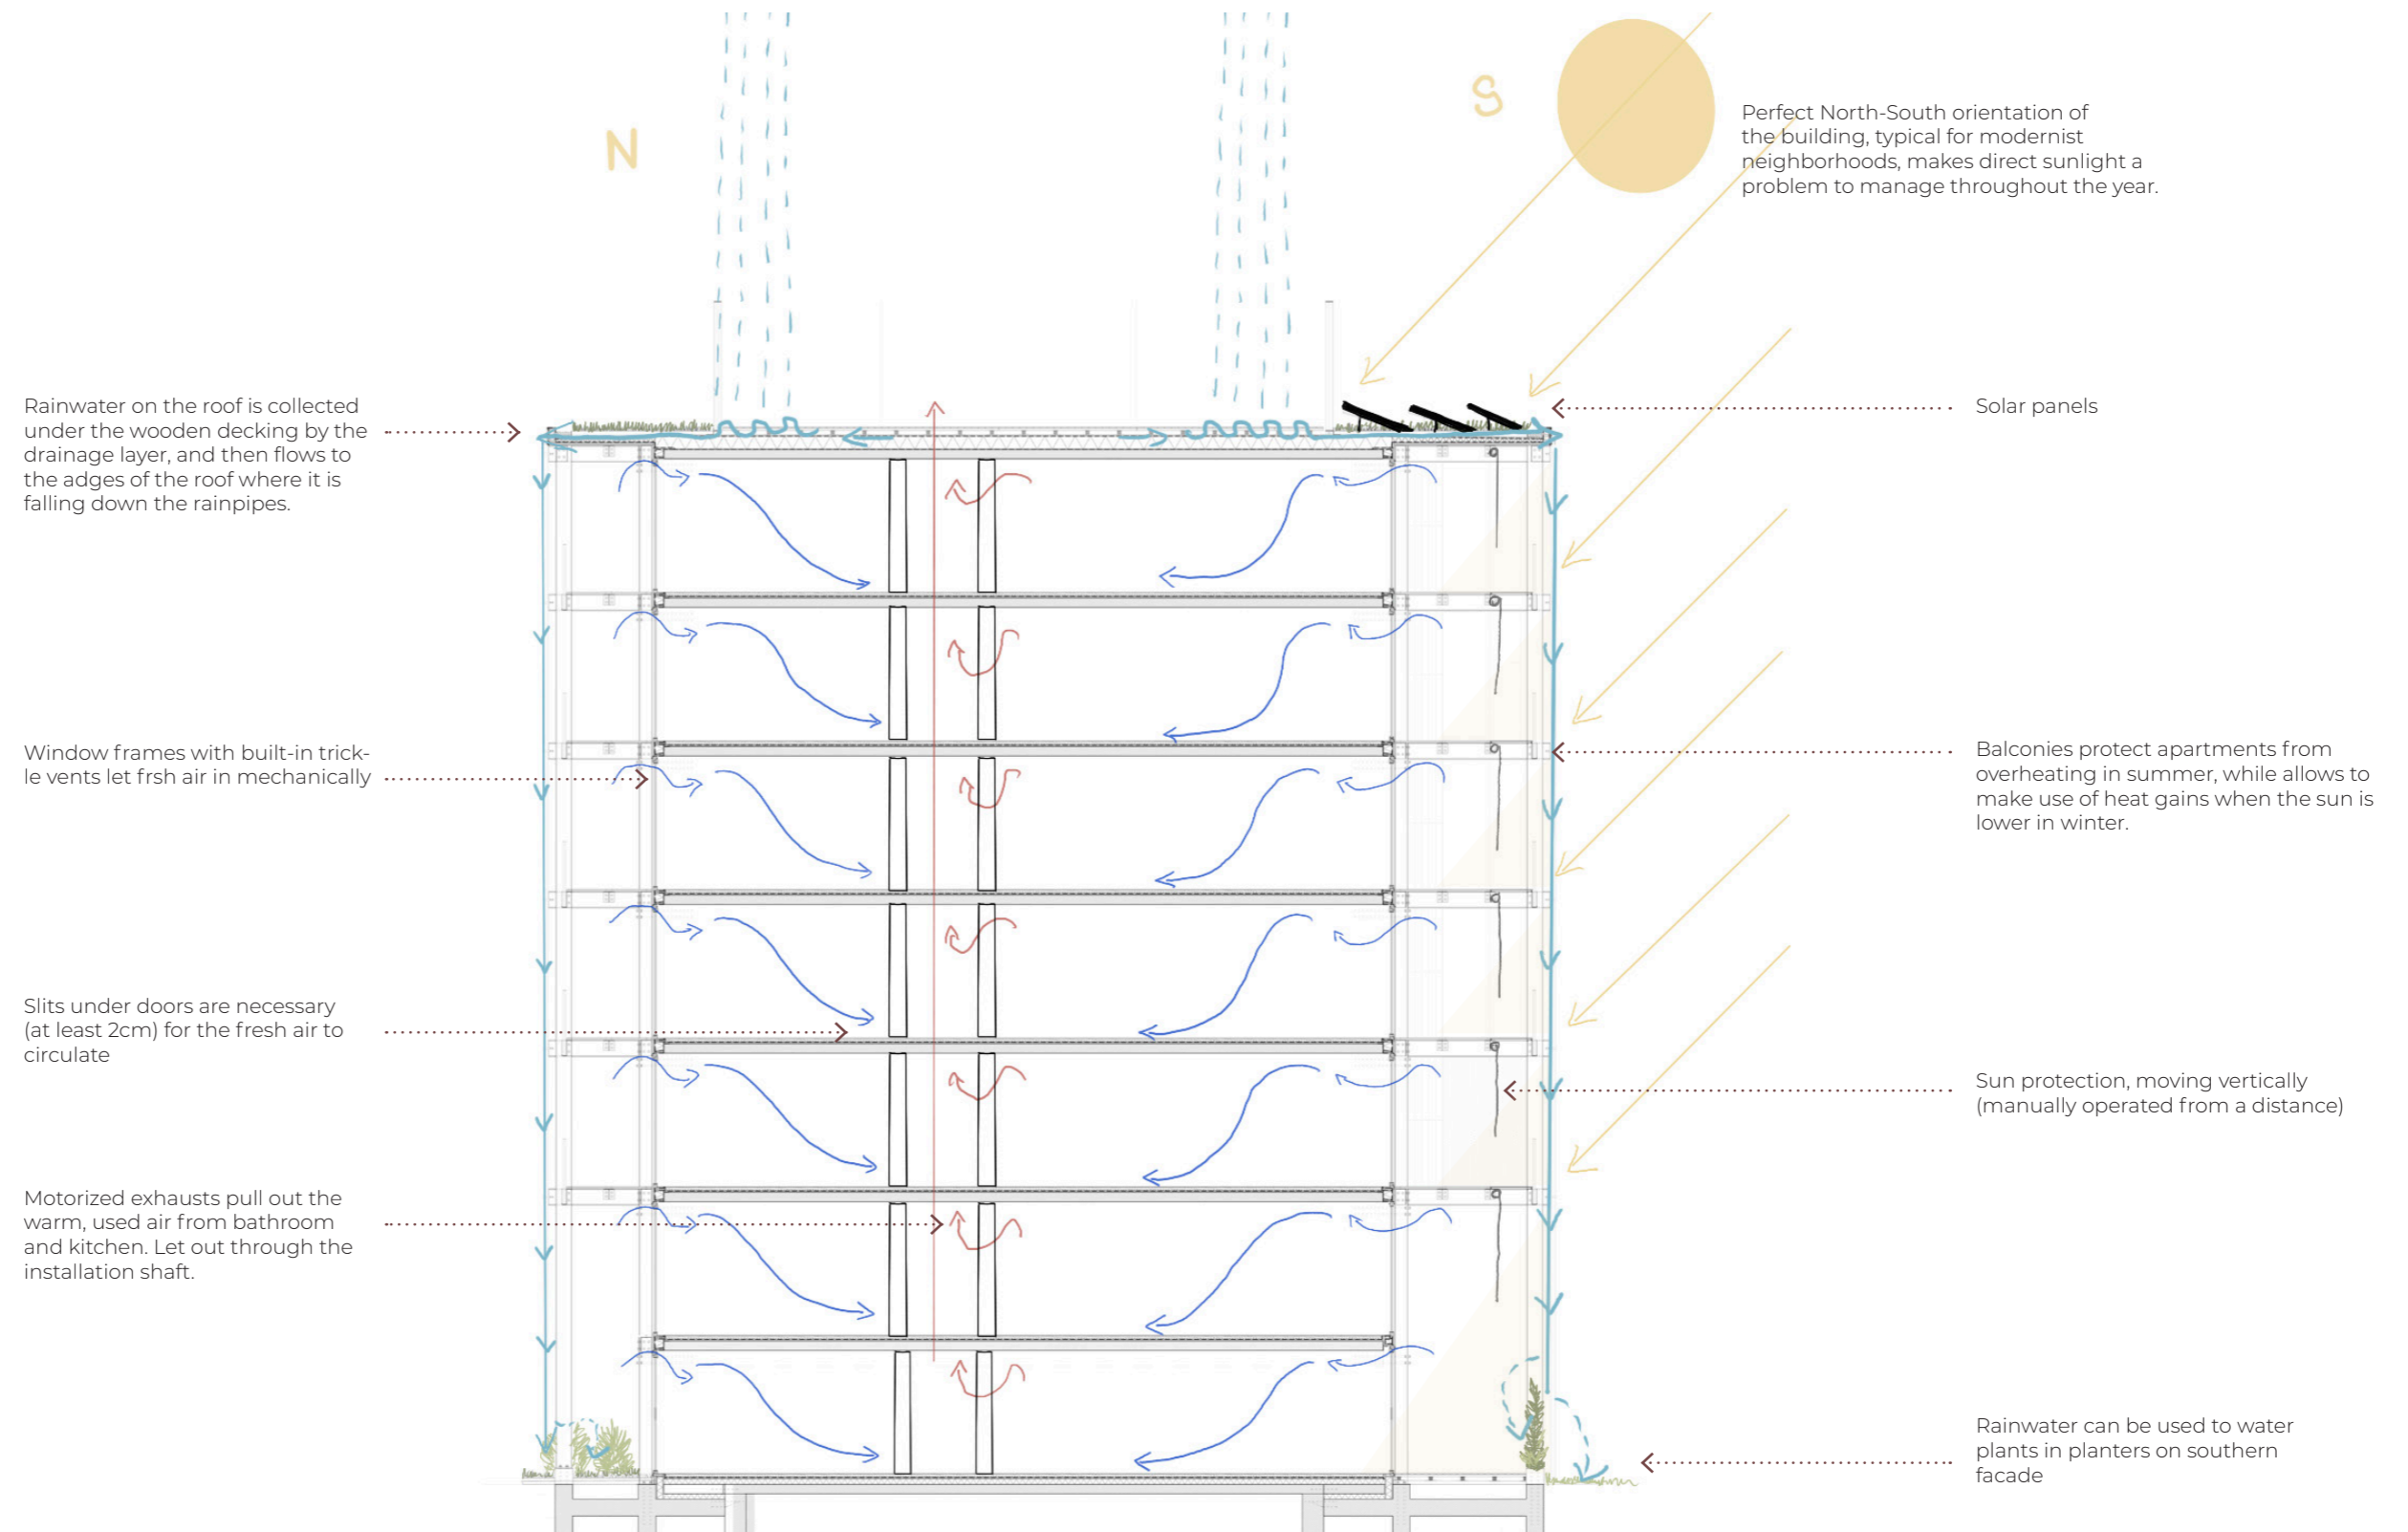 N
S
Perfect North-South orientation of
the building, typical for modernist
neighborhoods, makes direct sunlight a
problem to manage throughout the year.
Rainwater on the roof is collected
under the wooden decking by the
drainage layer, and then flows to
the adges of the roof where it is
falling down the rainpipes.
Solar panels
Window frames with built-in trick-
le vents let frsh air in mechanically
Balconies protect apartments from
overheating in summer, while allows to
make use of heat gains when the sun is
lower in winter.
Slits under doors are necessary
(at least 2cm) for the fresh air to
circulate
Sun protection, moving vertically
(manually operated from a distance)
Motorized exhausts pull out the
warm, used air from bathroom
and kitchen. Let out through the
installation shaft.
Rainwater can be used to water
plants in planters on southern
facade